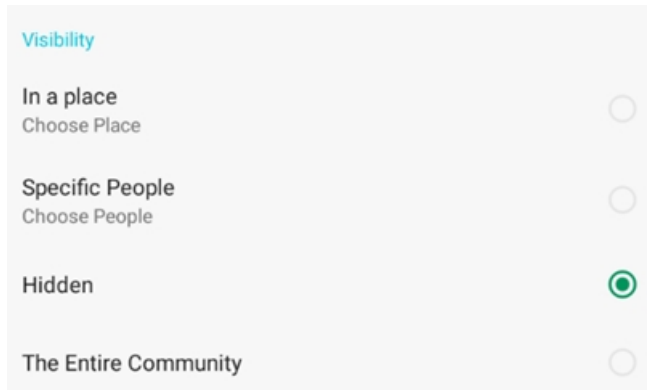 Visibility
In a place
Choose Place
Specific People
Choose People
Hidden
The Entire Community